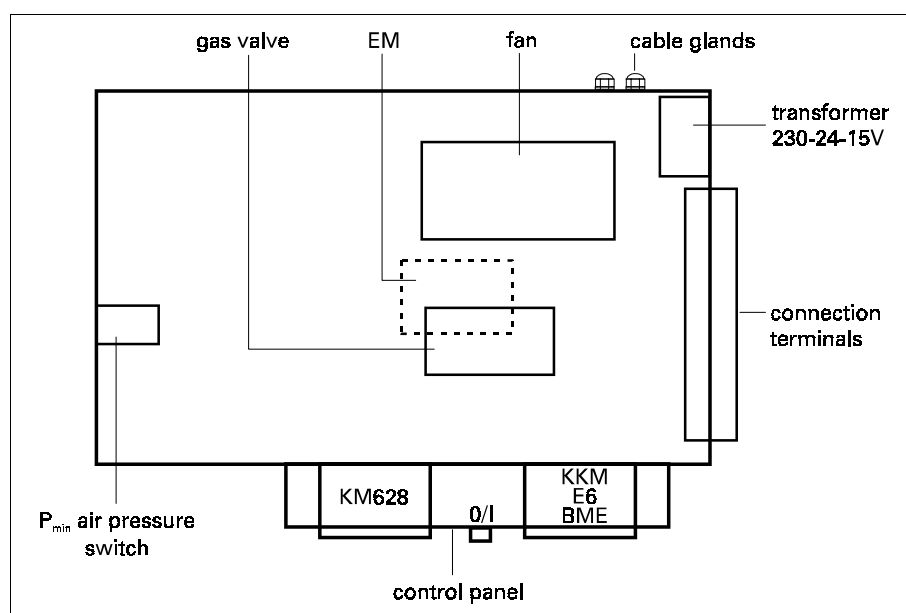 gas valve
EM
fan
cable glands
transformer
230-24-15V
connection
terminals
KM628
0/I
KKM
E6
BME
Pmin air pressure
switch
control panel